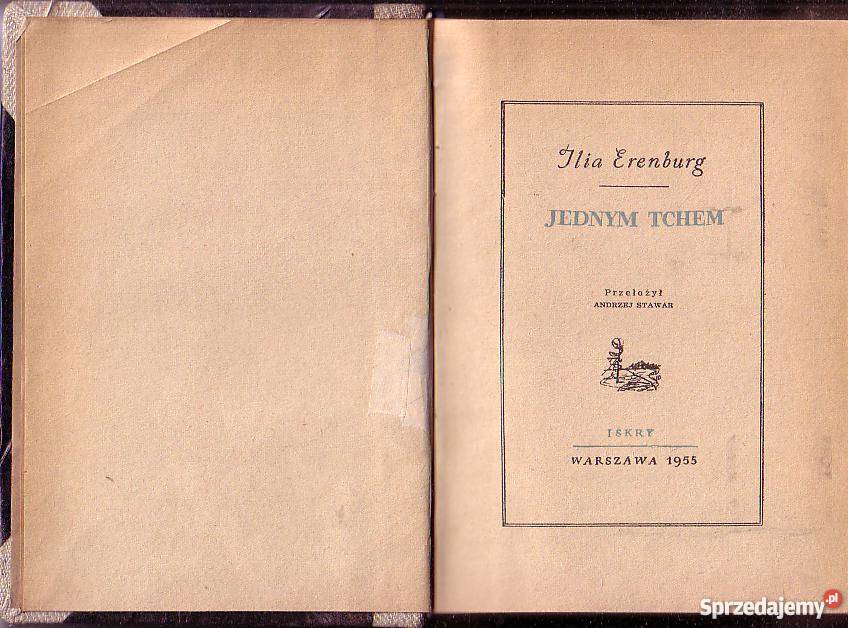 Ilia Erenburg
JEDNYM TCHEM
Przełożył
ANDRZEJ STAWAR
ISKRY
WARSZAWA 1955
Sprzedajemy.pl